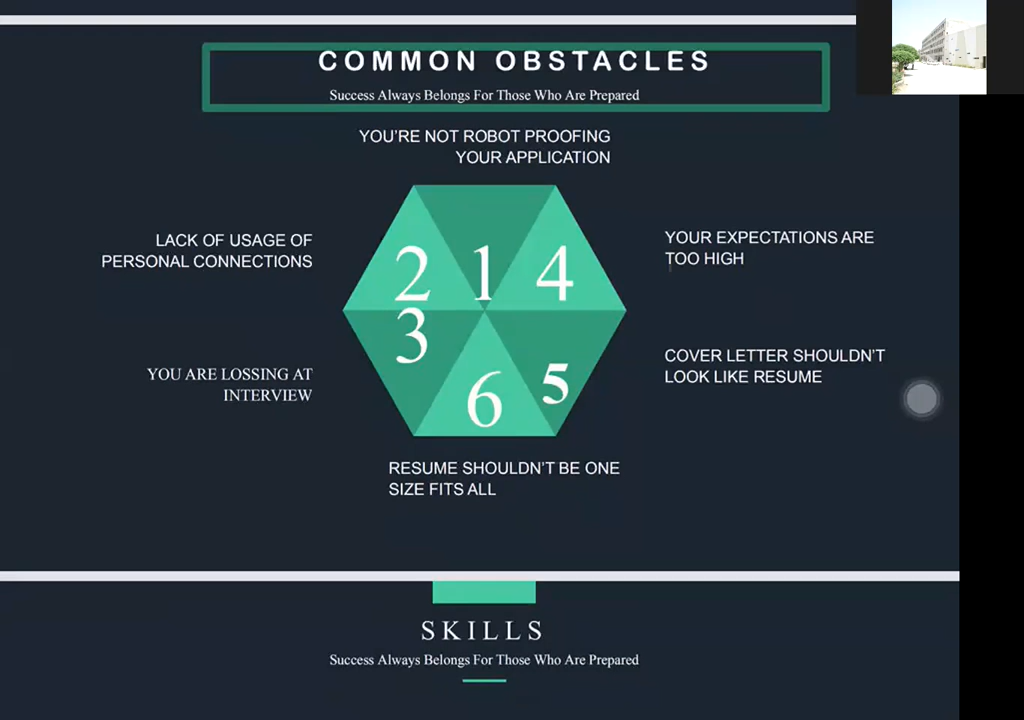 COMMON OBSTACLES
Success Always Belongs For Those Who Are Prepared
YOU'RE NOT ROBOT PROOFING
YOUR APPLICATION
LACK OF USAGE OF
PERSONAL CONNECTIONS
YOUR EXPECTATIONS ARE
TOO HIGH
2 1 4
3
6 5
YOU ARE LOSSING AT
INTERVIEW
COVER LETTER SHOULDN'T
LOOK LIKE RESUME
RESUME SHOULDN'T BE ONE
SIZE FITS ALL
SKILLS
Success Always Belongs For Those Who Are Prepared